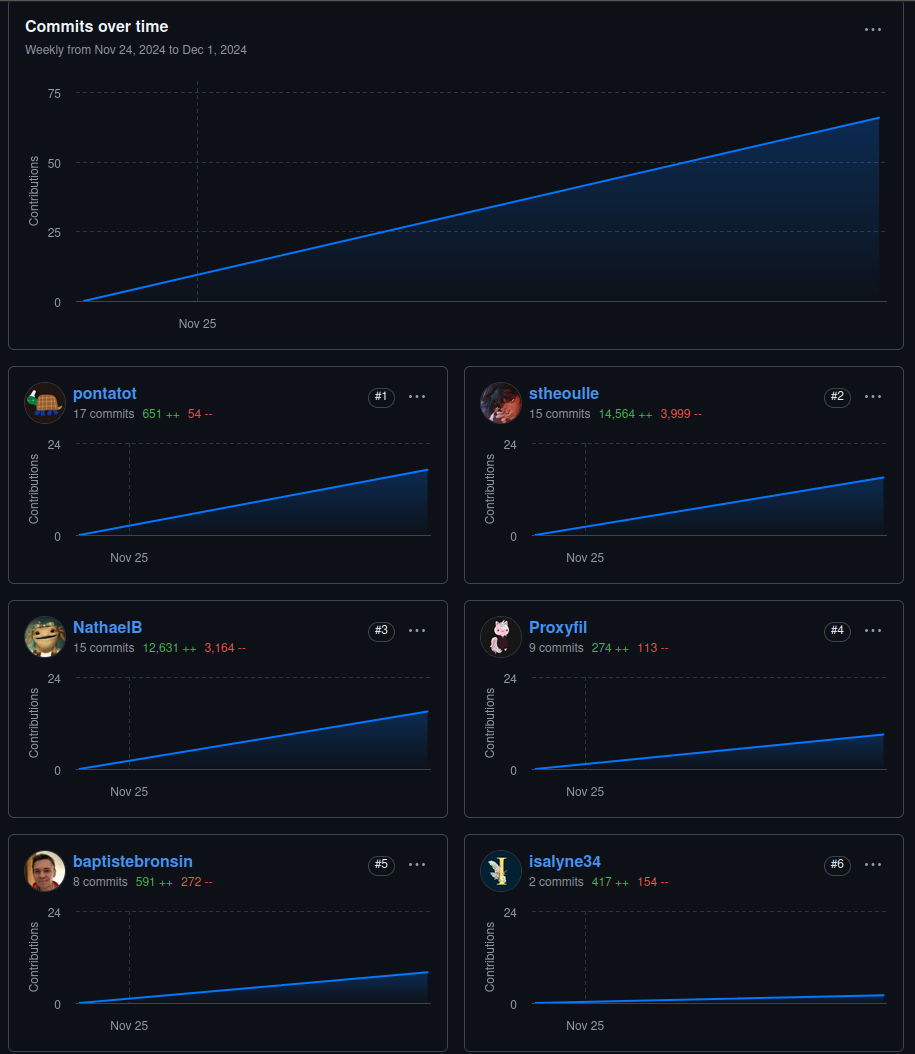 Commits over time
Weekly from Nov 24, 2024 to Dec 1, 2024
75
50
25
0
Contributions
Nov 25
pontatot
#1
17 commits 651 ++ 54 --
24
0
Contributions
Nov 25
stheoulle
#2
15 commits 14,564 ++ 3,999 --
24
0
Contributions
Nov 25
NathaelB
#3
15 commits 12,631 ++ 3,164 --
24
0
Contributions
Nov 25
Proxyfil
#4
9 commits 274 ++ 113 --
24
0
Contributions
Nov 25
baptistebronsin
#5
8 commits 591 ++ 272 --
24
0
Contributions
Nov 25
isalyne34
#6
2 commits 417 ++ 154 --
24
0
Contributions
Nov 25